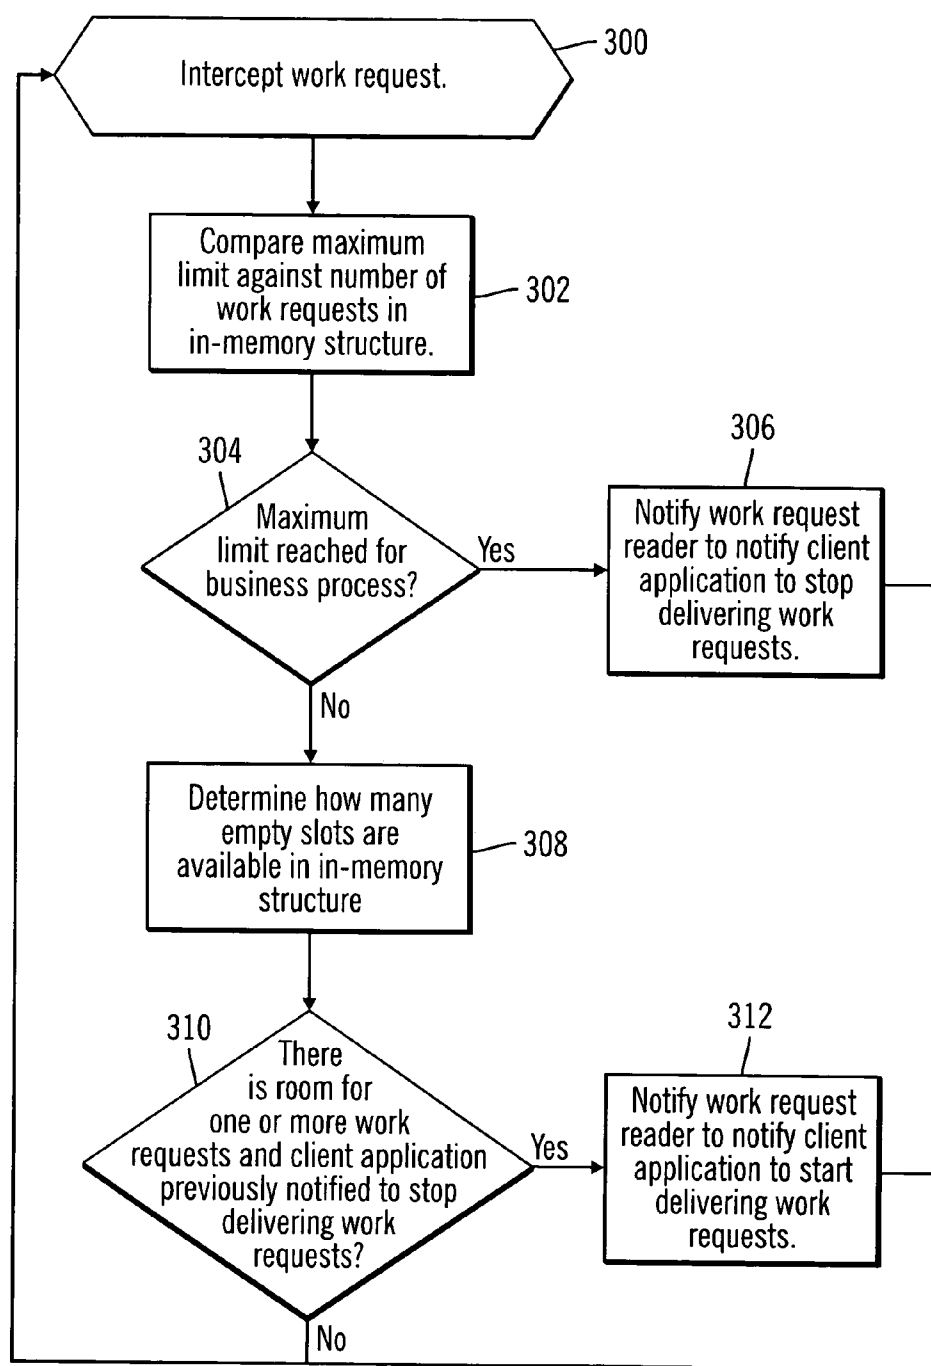 300
Intercept work request.
Compare maximum
limit against number of
work requests in
in-memory structure.
302
304
Maximum
limit reached for
business process?
Yes
306
Notify work request
reader to notify client
application to stop
delivering work
requests.
No
Determine how many
empty slots are
available in in-memory
structure
308
310
There
is room for
one or more work
requests and client application
previously notified to stop
delivering work
requests?
Yes
312
Notify work request
reader to notify client
application to start
delivering work
requests.
No